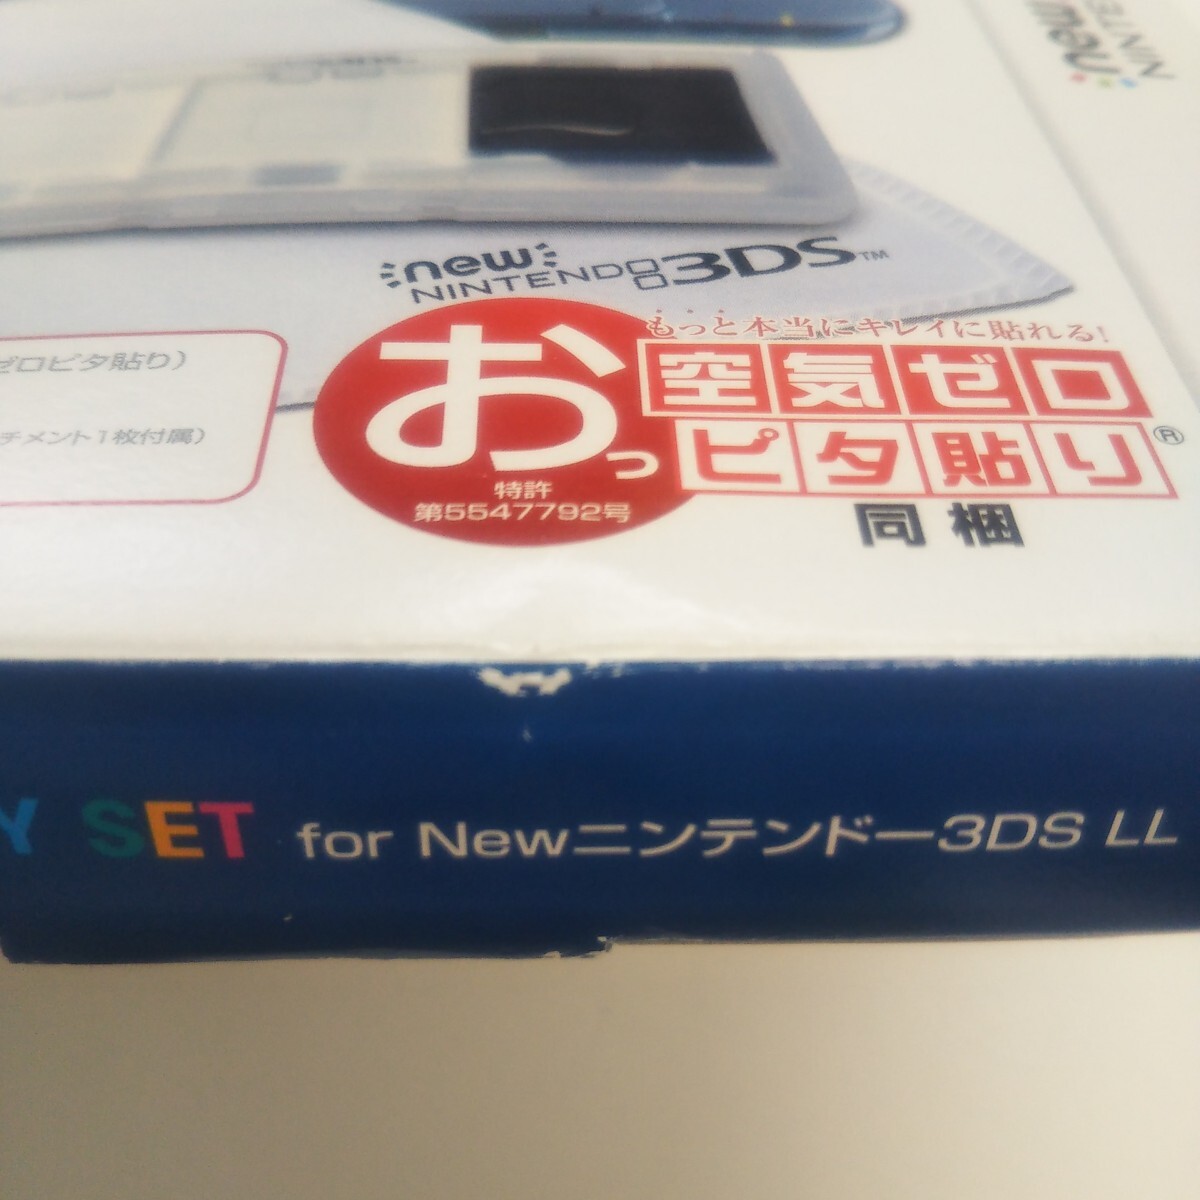 new
NINTE
new
NINTENDO3DS™
ゼロピタ貼り)
チメント1枚付属)
もっと本当にキレイに貼れる!
おっ
空気ゼロ
ピタ貼り®
特許
第5547792号
同梱
Y SET for Newニンテンドー3DS LL